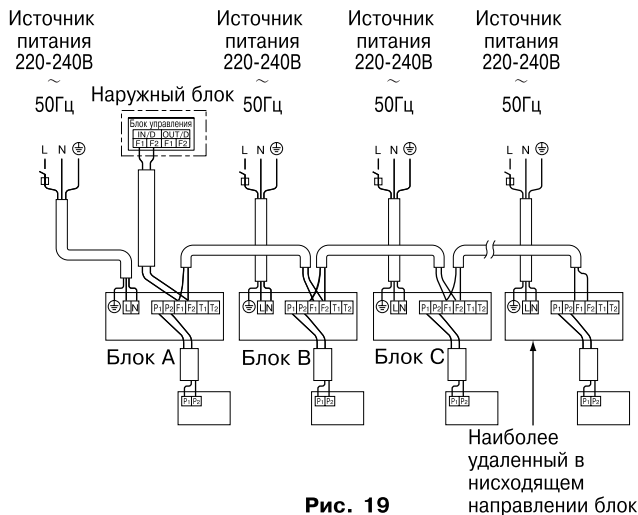 Источник питания 220-240В ~ 50Гц
Источник питания 220-240В ~ 50Гц
Источник питания 220-240В ~ 50Гц
Источник питания 220-240В ~ 50Гц
Наружный блок
Блок управления
IN/D OUT/D
F1 F2 F1 F2
L N
L N
L N
L N
L N P1 P2 F1 F2 T1 T2
L N P1 P2 F1 F2 T1 T2
L N P1 P2 F1 F2 T1 T2
L N P1 P2 F1 F2 T1 T2
Блок A
Блок B
Блок C
P1 P2
P1 P2
P1 P2
P1 P2
Наиболее
удаленный в
нисходящем
направлении блок
Рис. 19